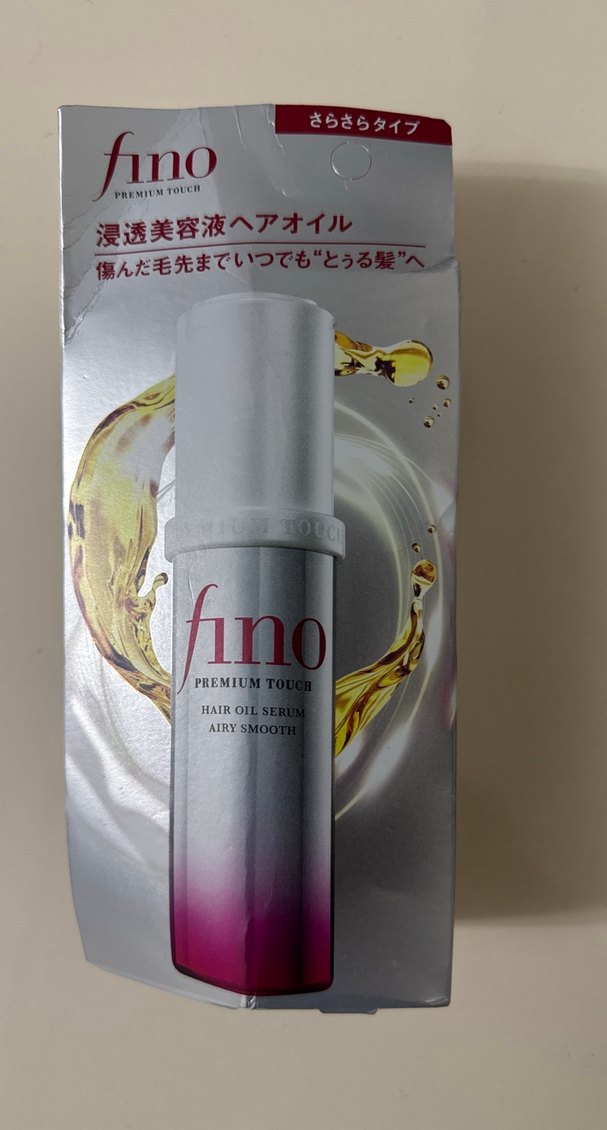 さらさらタイプ
fino
PREMIUM TOUCH
浸透美容液ヘアオイル
傷んだ毛先までいつでも“とぅる髪”へ
MIUM TOUC
fino
PREMIUM TOUCH
HAIR OIL SERUM
AIRY SMOOTH